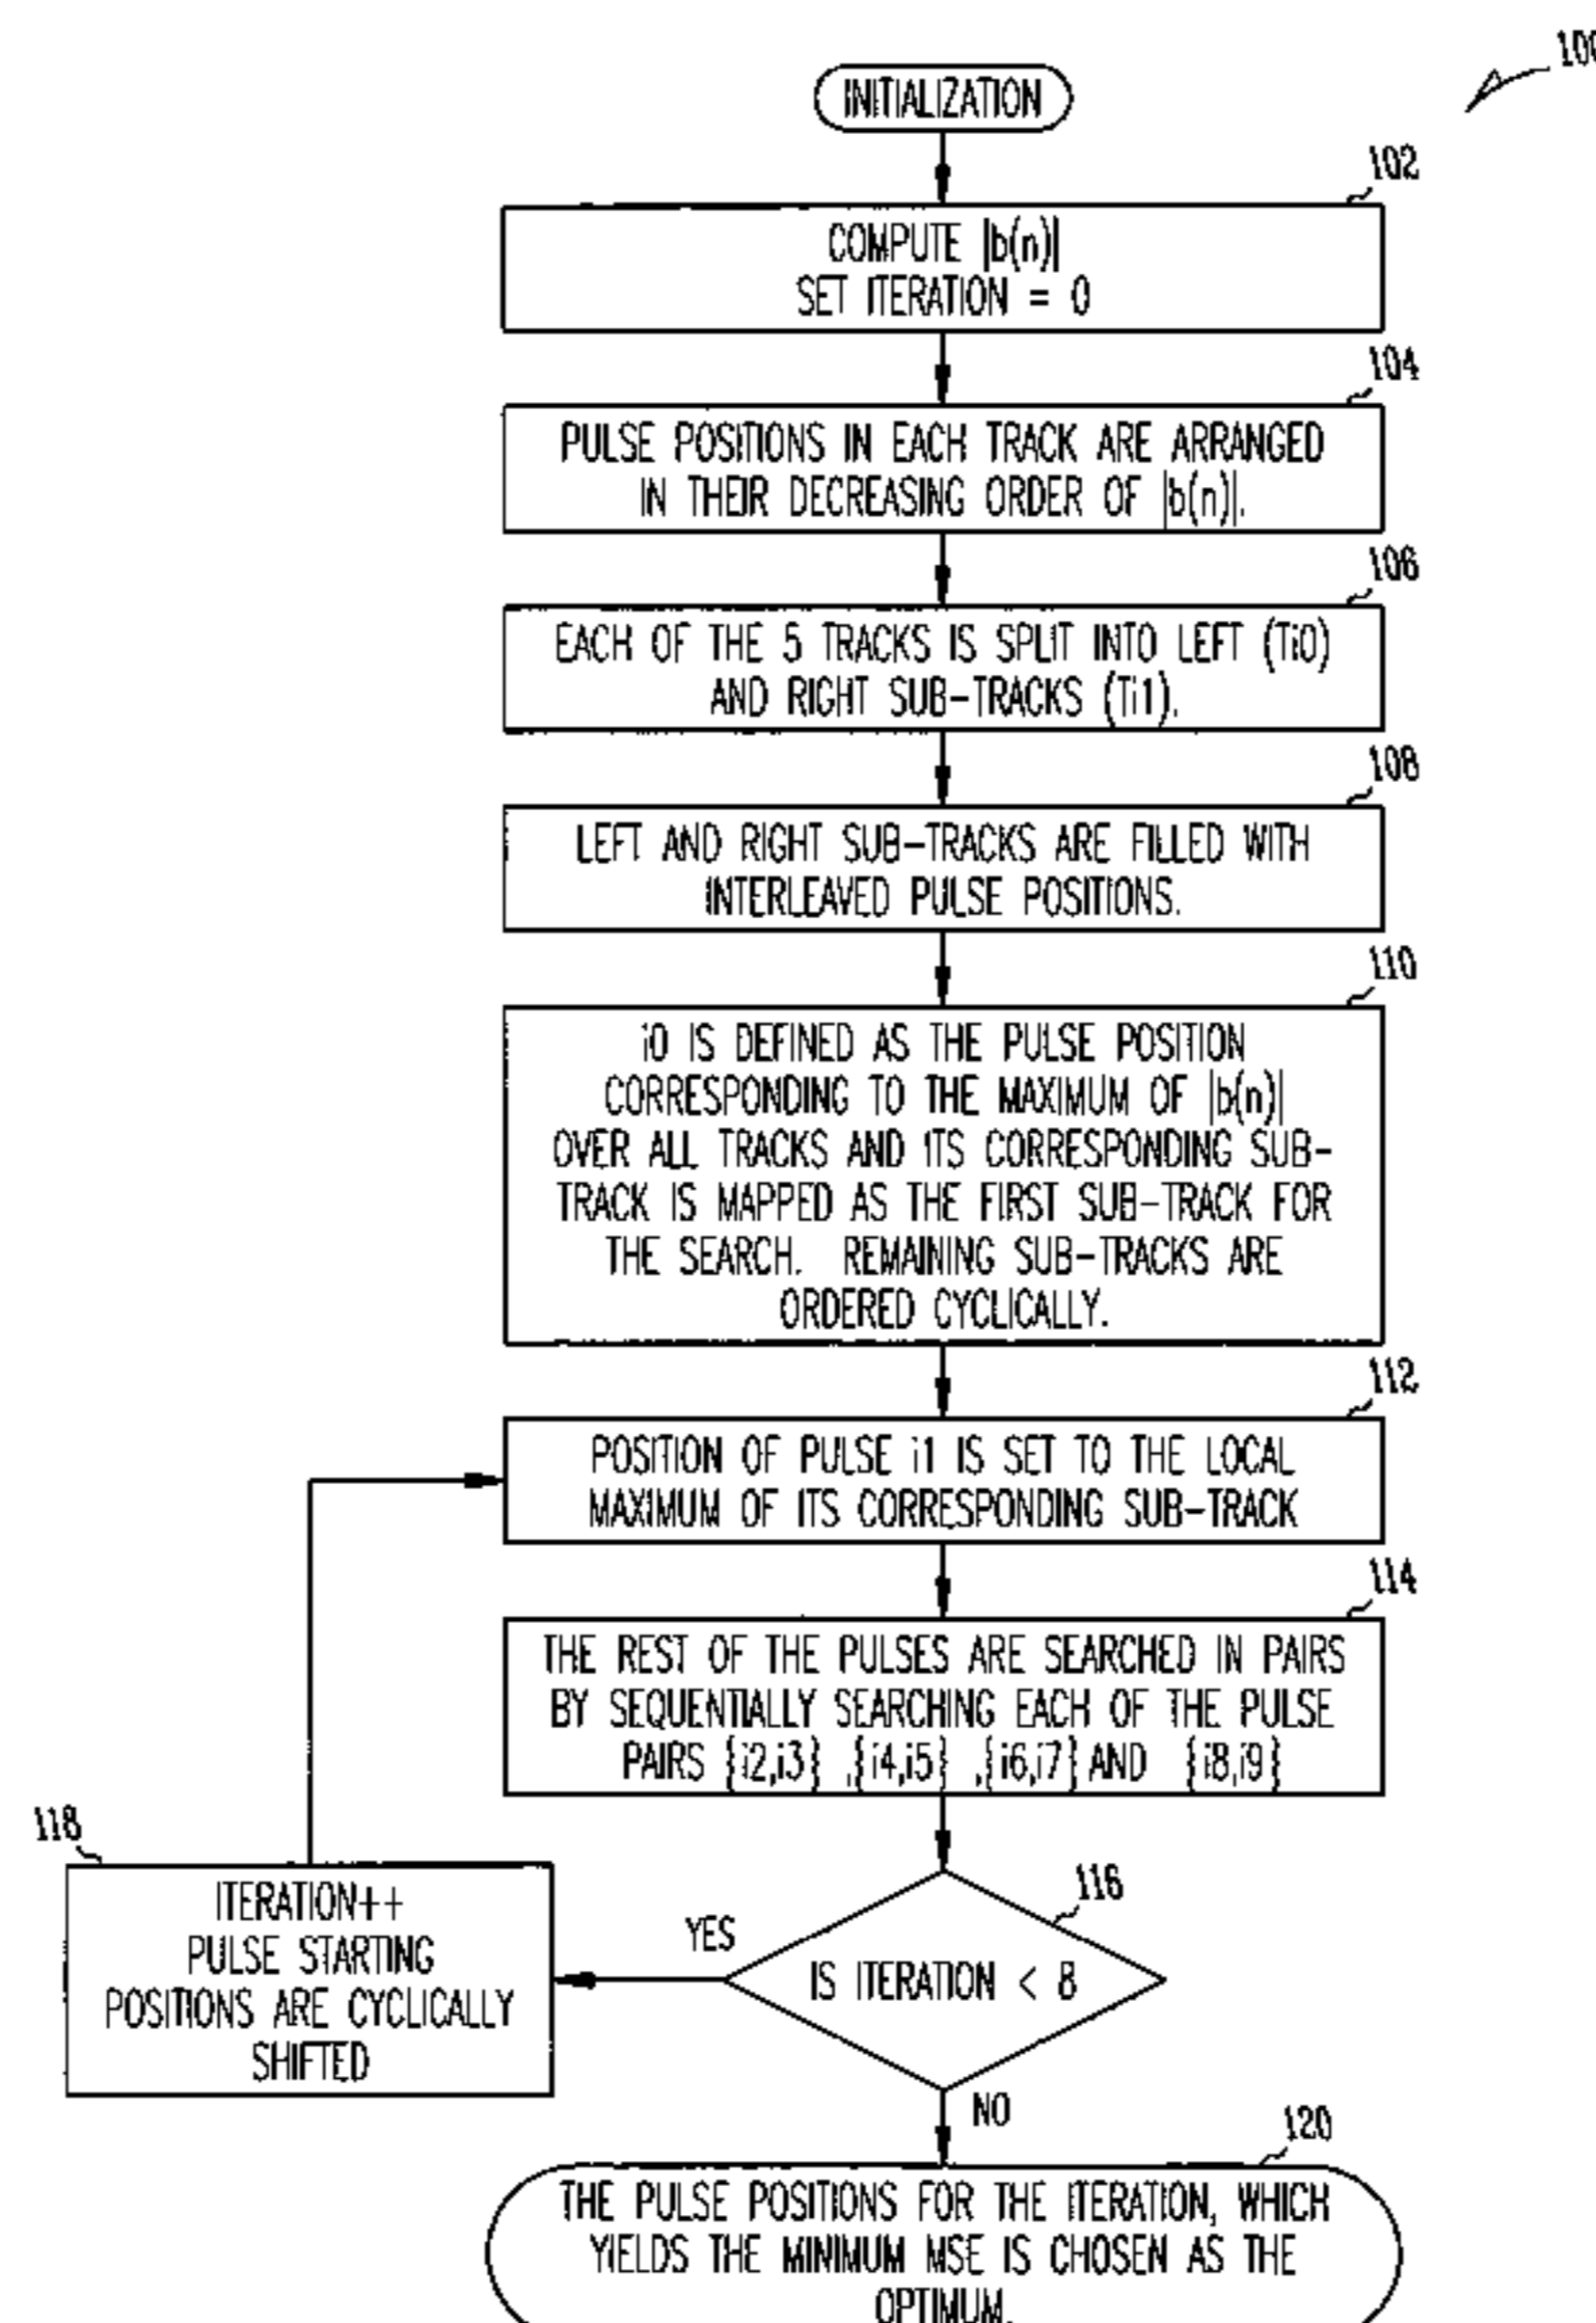 100
INITIALIZATION
102
COMPUTE |b(n)|
SET ITERATION = 0
104
PULSE POSITIONS IN EACH TRACK ARE ARRANGED
IN THEIR DECREASING ORDER OF |b(n)|.
106
EACH OF THE 5 TRACKS IS SPLIT INTO LEFT (Ti0)
AND RIGHT SUB-TRACKS (Ti1).
108
LEFT AND RIGHT SUB-TRACKS ARE FILLED WITH
INTERLEAVED PULSE POSITIONS.
110
i0 IS DEFINED AS THE PULSE POSITION
CORRESPONDING TO THE MAXIMUM OF |b(n)|
OVER ALL TRACKS AND ITS CORRESPONDING SUB-
TRACK IS MAPPED AS THE FIRST SUB-TRACK FOR
THE SEARCH. REMAINING SUB-TRACKS ARE
ORDERED CYCLICALLY.
112
POSITION OF PULSE i1 IS SET TO THE LOCAL
MAXIMUM OF ITS CORRESPONDING SUB-TRACK
114
THE REST OF THE PULSES ARE SEARCHED IN PAIRS
BY SEQUENTIALLY SEARCHING EACH OF THE PULSE
PAIRS {i2,i3} ,{i4,i5} ,{i6,i7} AND {i8,i9}
118
ITERATION++
PULSE STARTING
POSITIONS ARE CYCLICALLY
SHIFTED
YES
116
IS ITERATION < 8
NO
120
THE PULSE POSITIONS FOR THE ITERATION, WHICH
YIELDS THE MINIMUM MSE IS CHOSEN AS THE
OPTIMUM.